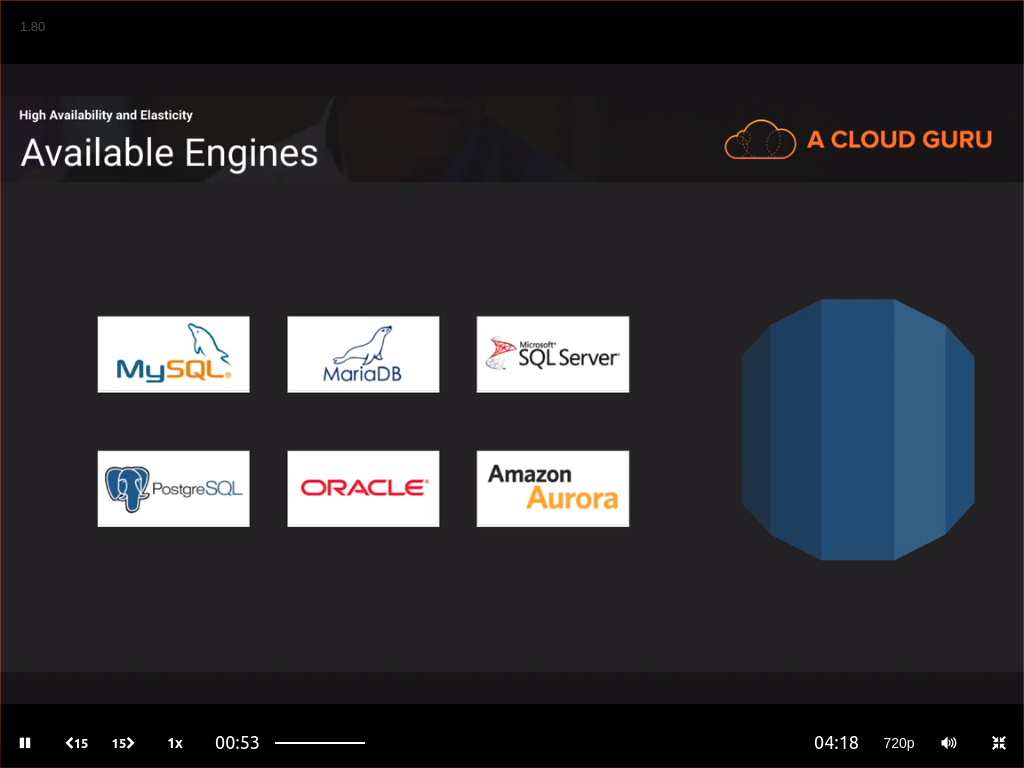 1.80
High Availability and Elasticity
Available Engines
A CLOUD GURU
MySQL®
MariaDB
Microsoft®
SQL Server®
PostgreSQL
ORACLE®
Amazon
Aurora
15 15 1x 00:53 04:18 720p